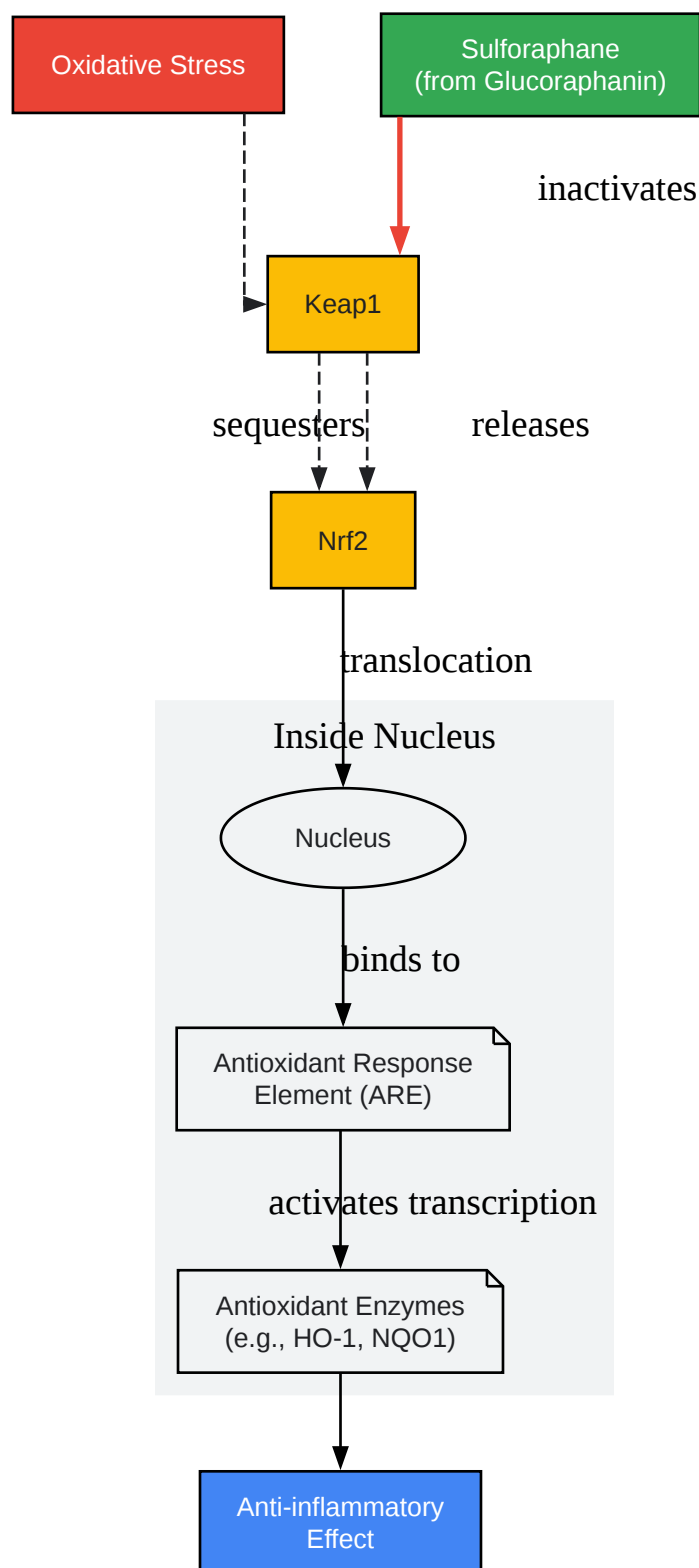 Oxidative Stress
Sulforaphane
(from Glucoraphanin)
inactivates
Keap1
sequesters
releases
Nrf2
translocation
Inside Nucleus
Nucleus
binds to
Antioxidant Response
Element (ARE)
activates transcription
Antioxidant Enzymes
(e.g., HO-1, NQO1)
Anti-inflammatory
Effect